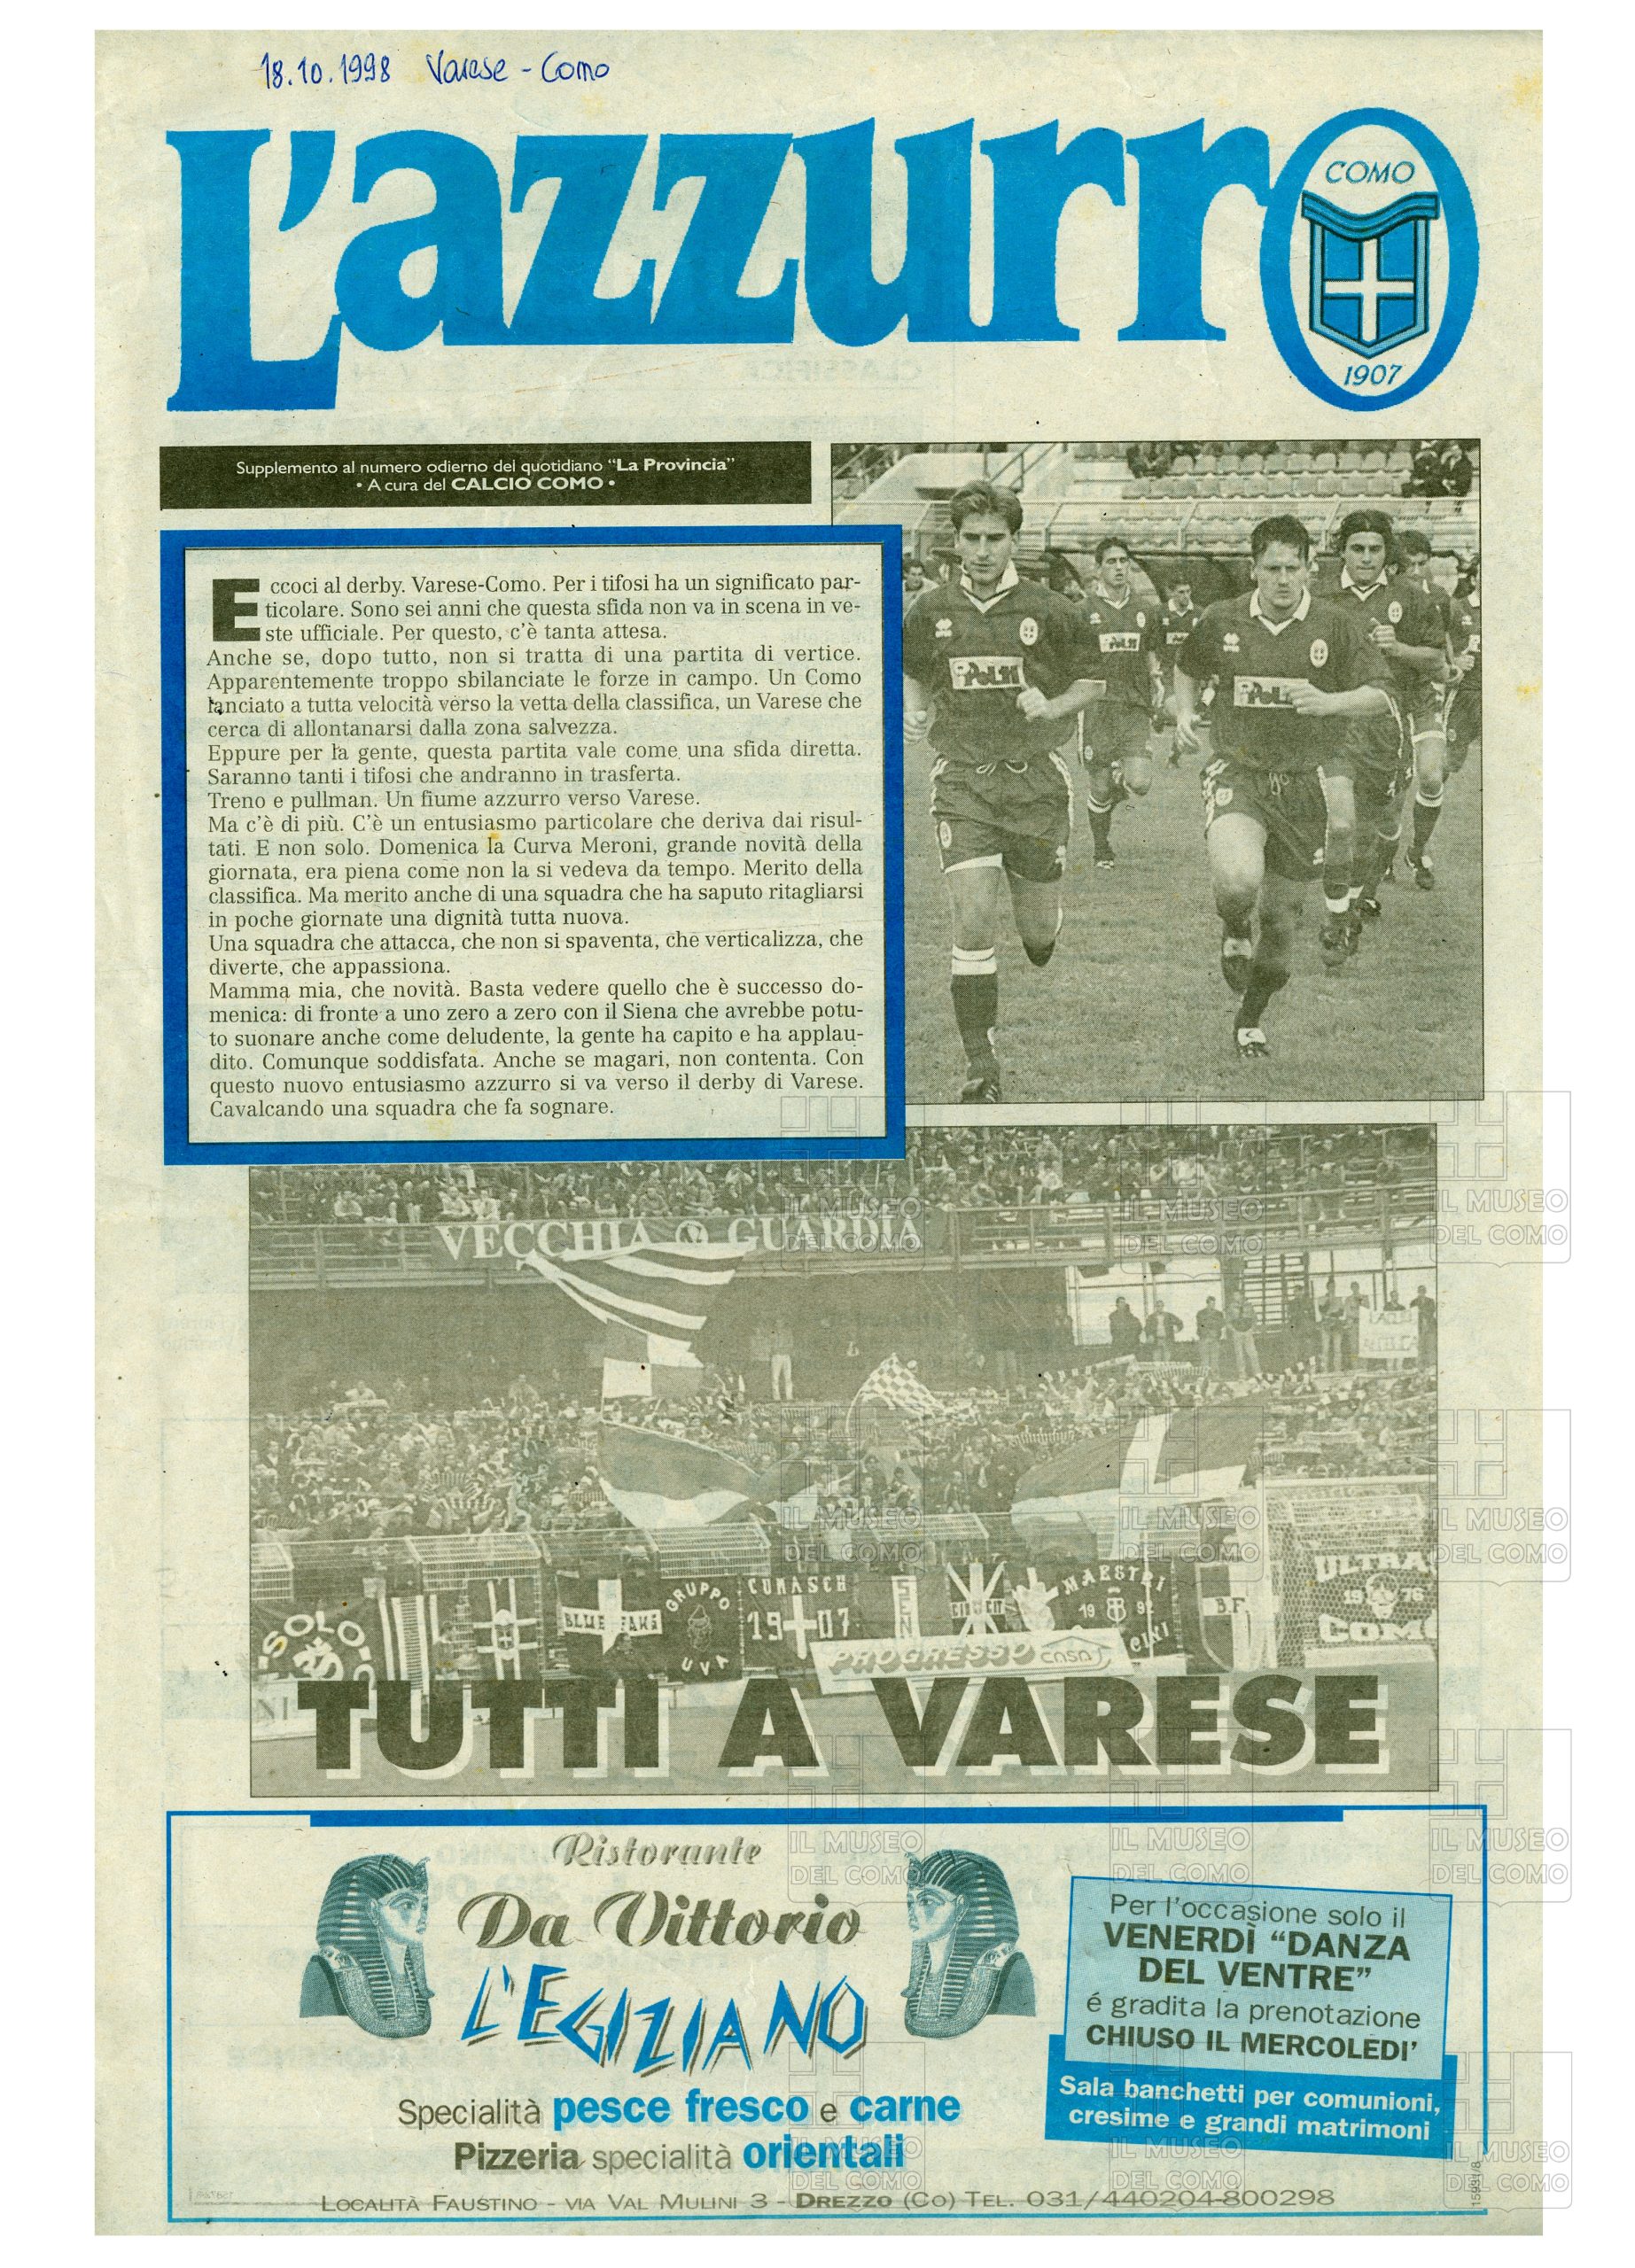 18.10.1998 Varese - Como
L'azzurro
COMO
1907
Supplemento al numero odierno del quotidiano “La Provincia”
• A cura del CALCIO COMO •
Eccoci al derby. Varese-Como. Per i tifosi ha un significato par-
ticolare. Sono sei anni che questa sfida non va in scena in ve-
ste ufficiale. Per questo, c'è tanta attesa.
Anche se, dopo tutto, non si tratta di una partita di vertice.
Apparentemente troppo sbilanciate le forze in campo. Un Como
lanciato a tutta velocità verso la vetta della classifica, un Varese che
cerca di allontanarsi dalla zona salvezza.
Eppure per la gente, questa partita vale come una sfida diretta.
Saranno tanti i tifosi che andranno in trasferta.
Treno e pullman. Un fiume azzurro verso Varese.
Ma c'è di più. C'è un entusiasmo particolare che deriva dai risul-
tati. E non solo. Domenica la Curva Meroni, grande novità della
giornata, era piena come non la si vedeva da tempo. Merito della
classifica. Ma merito anche di una squadra che ha saputo ritagliarsi
in poche giornate una dignità tutta nuova.
Una squadra che attacca, che non si spaventa, che verticalizza, che
diverte, che appassiona.
Mamma mia, che novità. Basta vedere quello che è successo do-
menica: di fronte a uno zero a zero con il Siena che avrebbe potu-
to suonare anche come deludente, la gente ha capito e ha applau-
dito. Comunque soddisfata. Anche se magari, non contenta. Con
questo nuovo entusiasmo azzurro si va verso il derby di Varese.
Cavalcando una squadra che fa sognare.
VECCHIA GUARDIA
SOLO
BLUE FANS
GRUPPO
UVA
CUMASCH
1907
MAESTRI
19 92
B.F.
ULTRA
1976
COMO
PROGRESSO casa
TUTTI A VARESE
Ristorante
Da Vittorio
L'EGIZIANO
Specialità pesce fresco e carne
Pizzeria specialità orientali
Per l'occasione solo il
VENERDÌ “DANZA
DEL VENTRE”
é gradita la prenotazione
CHIUSO IL MERCOLEDI'
Sala banchetti per comunioni,
cresime e grandi matrimoni
LOCALITÀ FAUSTINO - VIA VAL MULINI 3 - DREZZO (CO) TEL. 031/440204-800298
IL MUSEO
DEL COMO